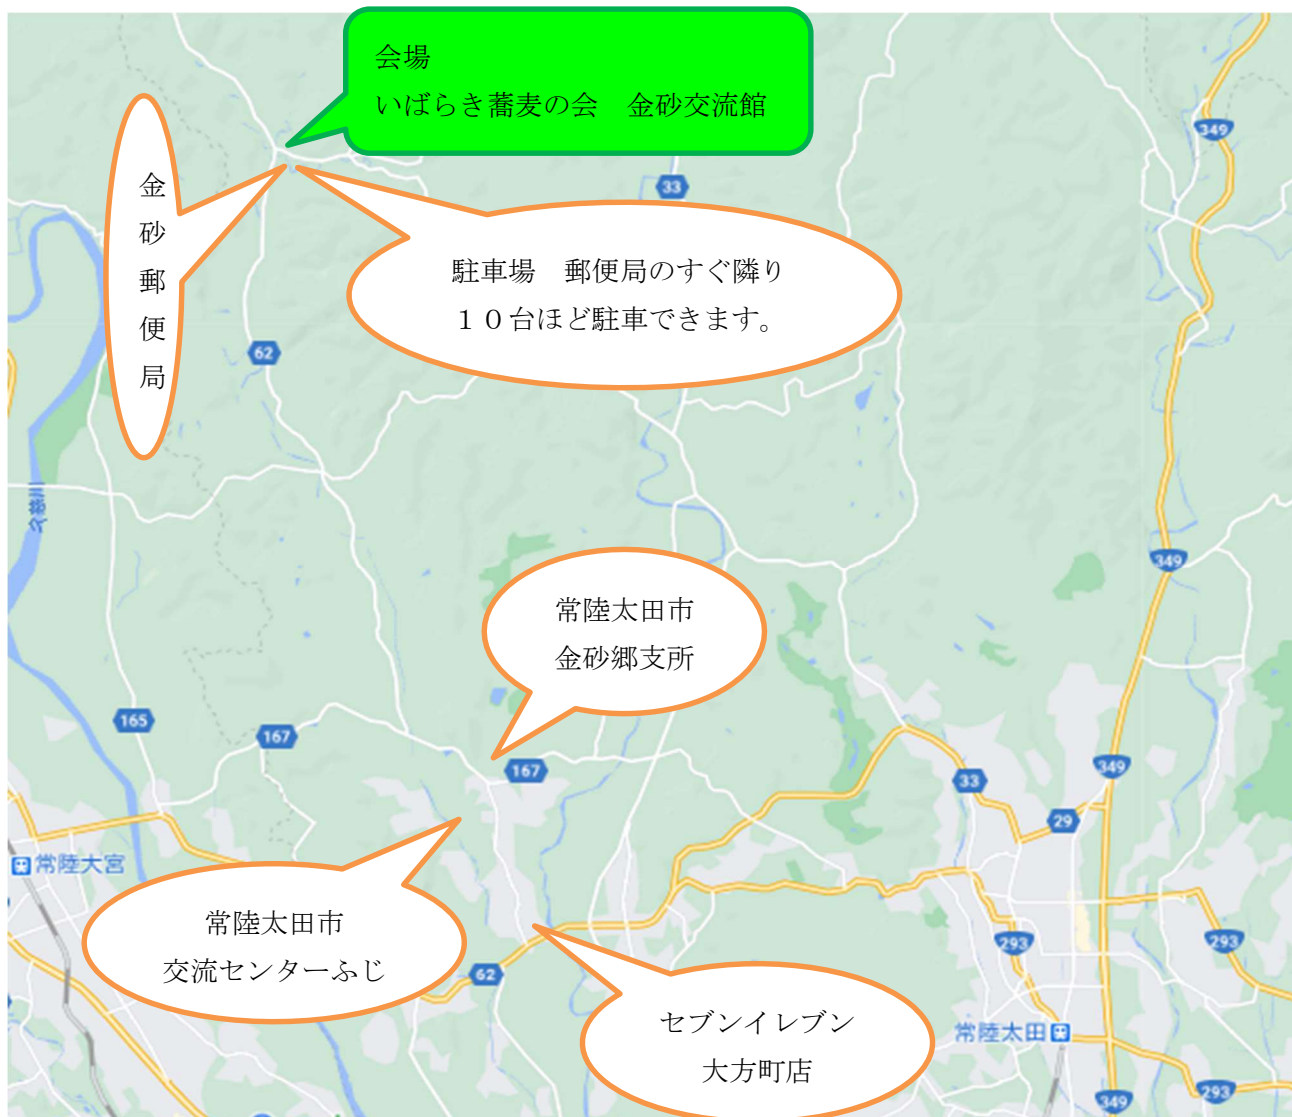 会場
いばらき蕎麦の会　金砂交流館
349
33
金砂郵便局
駐車場　郵便局のすぐ隣り
１０台ほど駐車できます。
62
久慈川
349
常陸太田市
金砂郷支所
165
167
167
349
33
29
常陸大宮
常陸太田市
交流センターふじ
293
293
62
セブンイレブン
大方町店
常陸太田
349
293